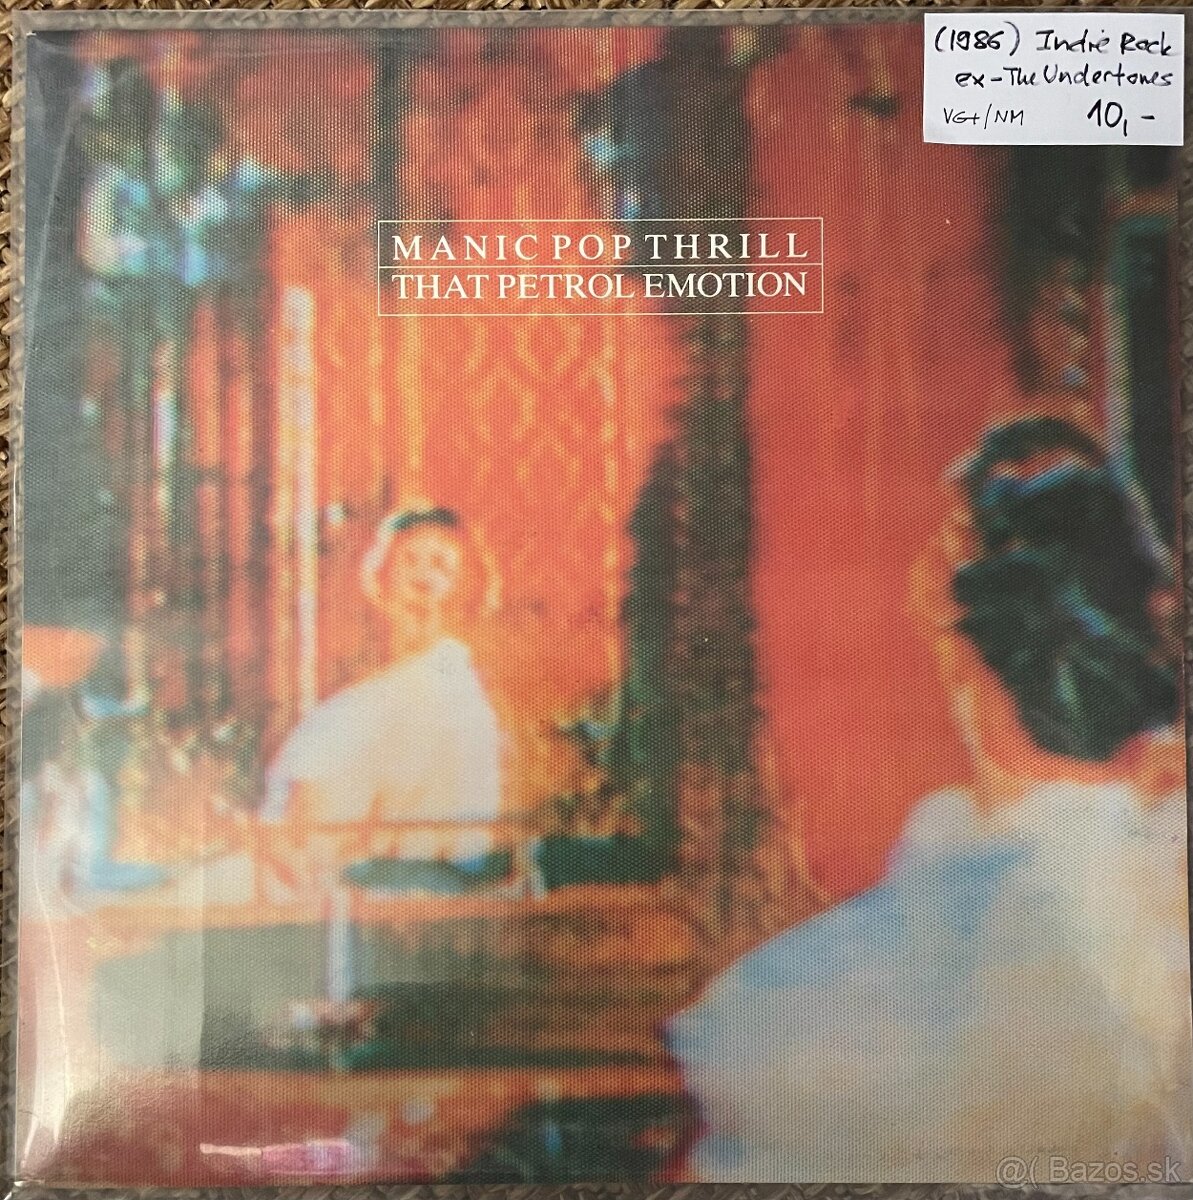 (1986) Indie Rock
ex-The Undertones
VG+/NM 10,-
MANIC POP THRILL
THAT PETROL EMOTION
@( Bazos.sk